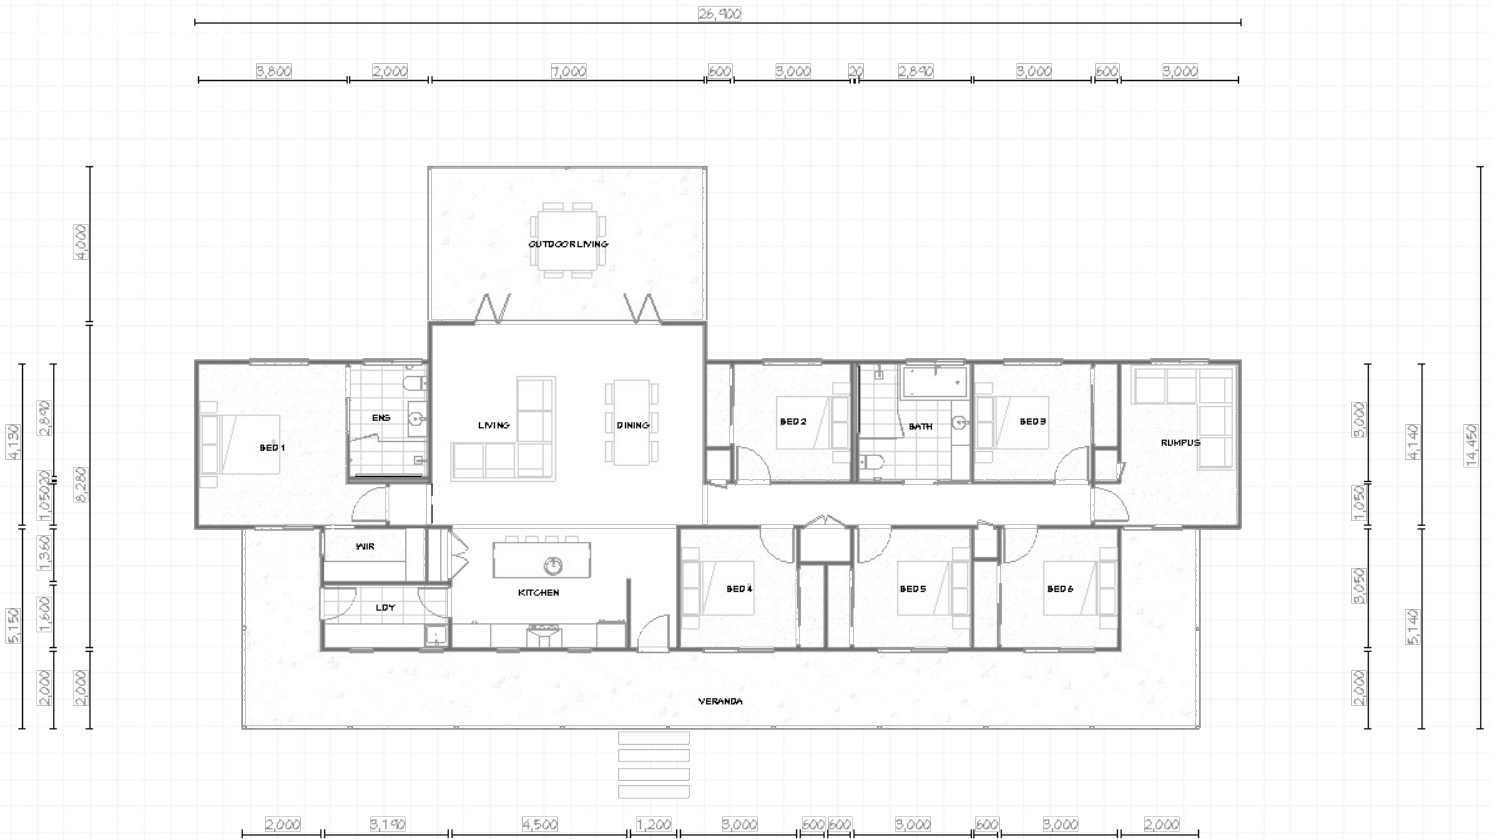 26,900
3,800 2,000 7,000 600 3,000 20 2,890 3,000 600 3,000
4,000
OUTDOOR LIVING
4,130 2,890 20 1,050 8,280
BED 1
ENS
LIVING
DINING
BED 2
BATH
BED 3
RUMPUS
3,000 4,140 14,450
1,050
WIR
KITCHEN
LDY
BED 4
BED 5
BED 6
5,150 1,360 1,600 2,000 2,000
3,050 5,140 2,000
VERANDA
2,000 3,190 4,500 1,200 3,000 600 600 3,000 600 3,000 2,000